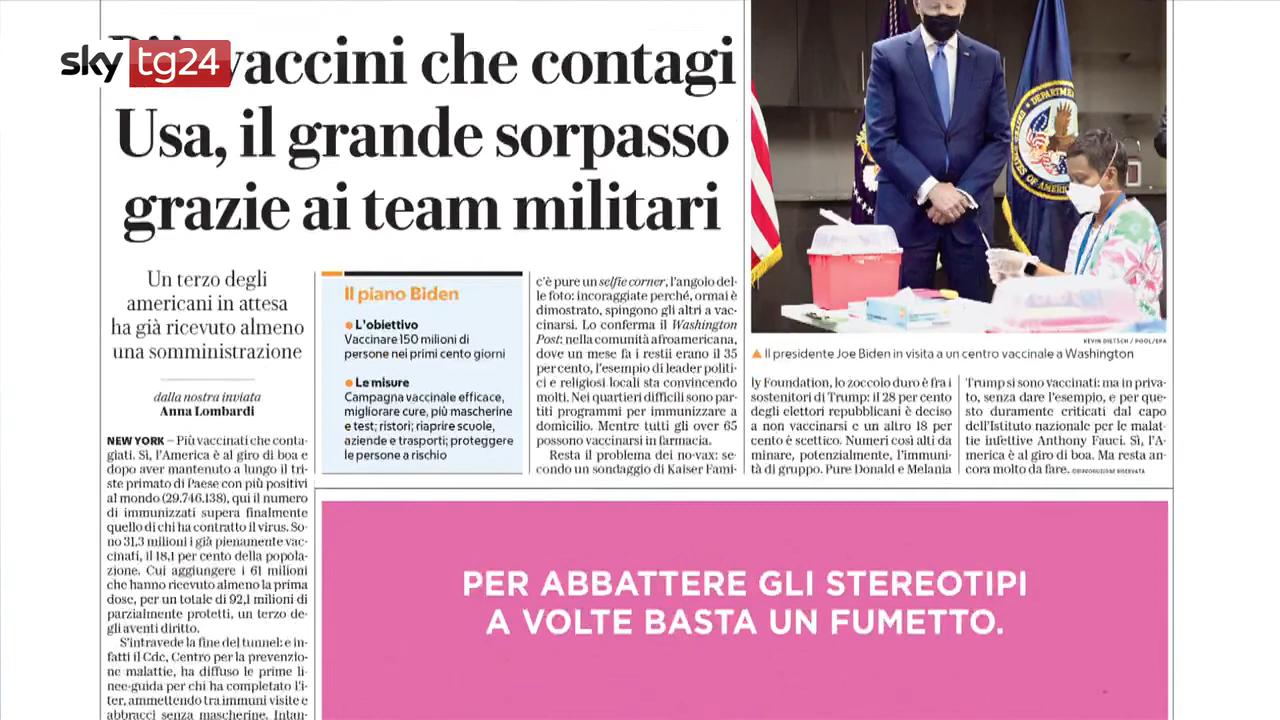 sky tg24
vaccini che contagi
Usa, il grande sorpasso
grazie ai team militari
Un terzo degli
americani in attesa
ha già ricevuto almeno
una somministrazione
dalla nostra inviata
Anna Lombardi
NEW YORK – Più vaccinati che conta-
giati. Sì, l'America è al giro di boa e
dopo aver mantenuto a lungo il tri-
ste primato di Paese con più positivi
al mondo (29.746.138), qui il numero
di immunizzati supera finalmente
quello di chi ha contratto il virus. So-
no 31,3 milioni i già pienamente vac-
cinati, il 18,1 per cento della popola-
zione. Cui aggiungere i 61 milioni
che hanno ricevuto almeno la prima
dose, per un totale di 92,1 milioni di
parzialmente protetti, un terzo de-
gli aventi diritto.
S'intravede la fine del tunnel: e in-
fatti il Cdc, Centro per la prevenzio-
ne malattie, ha diffuso le prime li-
nee-guida per chi ha completato l'i-
ter, ammettendo tra immuni visite e
abbracci senza mascherine. Intan-
Il piano Biden
● L'obiettivo
Vaccinare 150 milioni di
persone nei primi cento giorni
● Le misure
Campagna vaccinale efficace,
migliorare cure, più mascherine
e test; ristori; riaprire scuole,
aziende e trasporti; proteggere
le persone a rischio
c'è pure un selfie corner, l'angolo del-
le foto: incoraggiate perché, ormai è
dimostrato, spingono gli altri a vac-
cinarsi. Lo conferma il Washington
Post: nella comunità afroamericana,
dove un mese fa i restii erano il 35
per cento, l'esempio di leader politi-
ci e religiosi locali sta convincendo
molti. Nei quartieri difficili sono par-
titi programmi per immunizzare a
domicilio. Mentre tutti gli over 65
possono vaccinarsi in farmacia.
Resta il problema dei no-vax: se-
condo un sondaggio di Kaiser Fami-
DEPARTMENT
STATES OF AMERICA
KEVIN DIETSCH / POOL/EPA
▲ Il presidente Joe Biden in visita a un centro vaccinale a Washington
ly Foundation, lo zoccolo duro è fra i
sostenitori di Trump: il 28 per cento
degli elettori repubblicani è deciso
a non vaccinarsi e un altro 18 per
cento è scettico. Numeri così alti da
minare, potenzialmente, l'immuni-
tà di gruppo. Pure Donald e Melania
Trump si sono vaccinati: ma in priva-
to, senza dare l'esempio, e per que-
sto duramente criticati dal capo
dell'Istituto nazionale per le malat-
tie infettive Anthony Fauci. Sì, l'A-
merica è al giro di boa. Ma resta an-
cora molto da fare. ©RIPRODUZIONE RISERVATA
PER ABBATTERE GLI STEREOTIPI
A VOLTE BASTA UN FUMETTO.